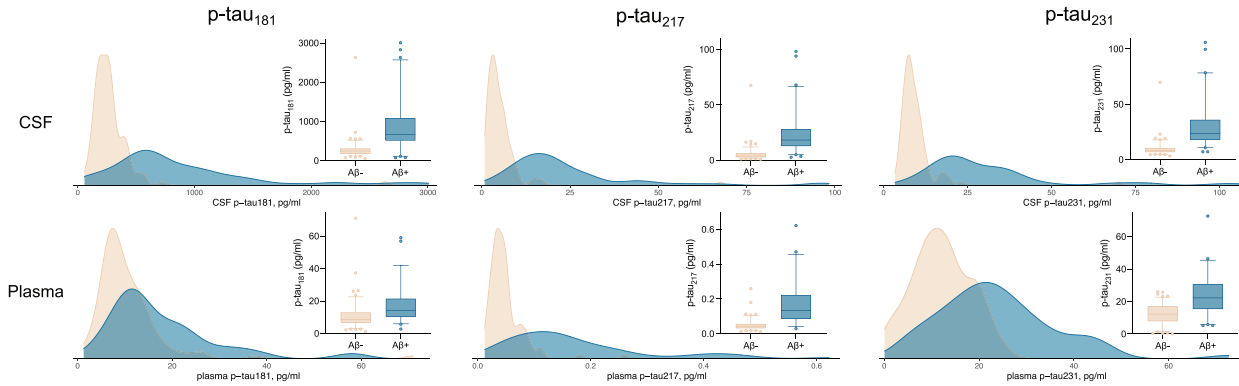 p-tau181 p-tau217 p-tau231
CSF
p-tau181 (pg/ml)
3000
2000
1000
0
Aβ- Aβ+
1000 2000 3000
CSF p-tau181, pg/ml
p-tau217 (pg/ml)
100
50
0
Aβ- Aβ+
0 25 50 75 100
CSF p-tau217, pg/ml
p-tau231 (pg/ml)
100
50
0
Aβ- Aβ+
0 25 50 75 100
CSF p-tau231, pg/ml
Plasma
p-tau181 (pg/ml)
60
40
20
0
Aβ- Aβ+
0 20 40 60
plasma p-tau181, pg/ml
p-tau217 (pg/ml)
0.6
0.4
0.2
0.0
Aβ- Aβ+
0.0 0.2 0.4 0.6
plasma p-tau217, pg/ml
p-tau231 (pg/ml)
60
40
20
0
Aβ- Aβ+
0 20 40 60
plasma p-tau231, pg/ml